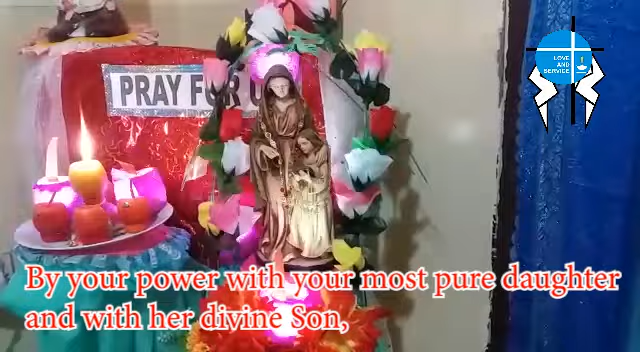 LOVE
AND
SERVICE
PRAY FOR U
By your power with your most pure daughter
and with her divine Son,